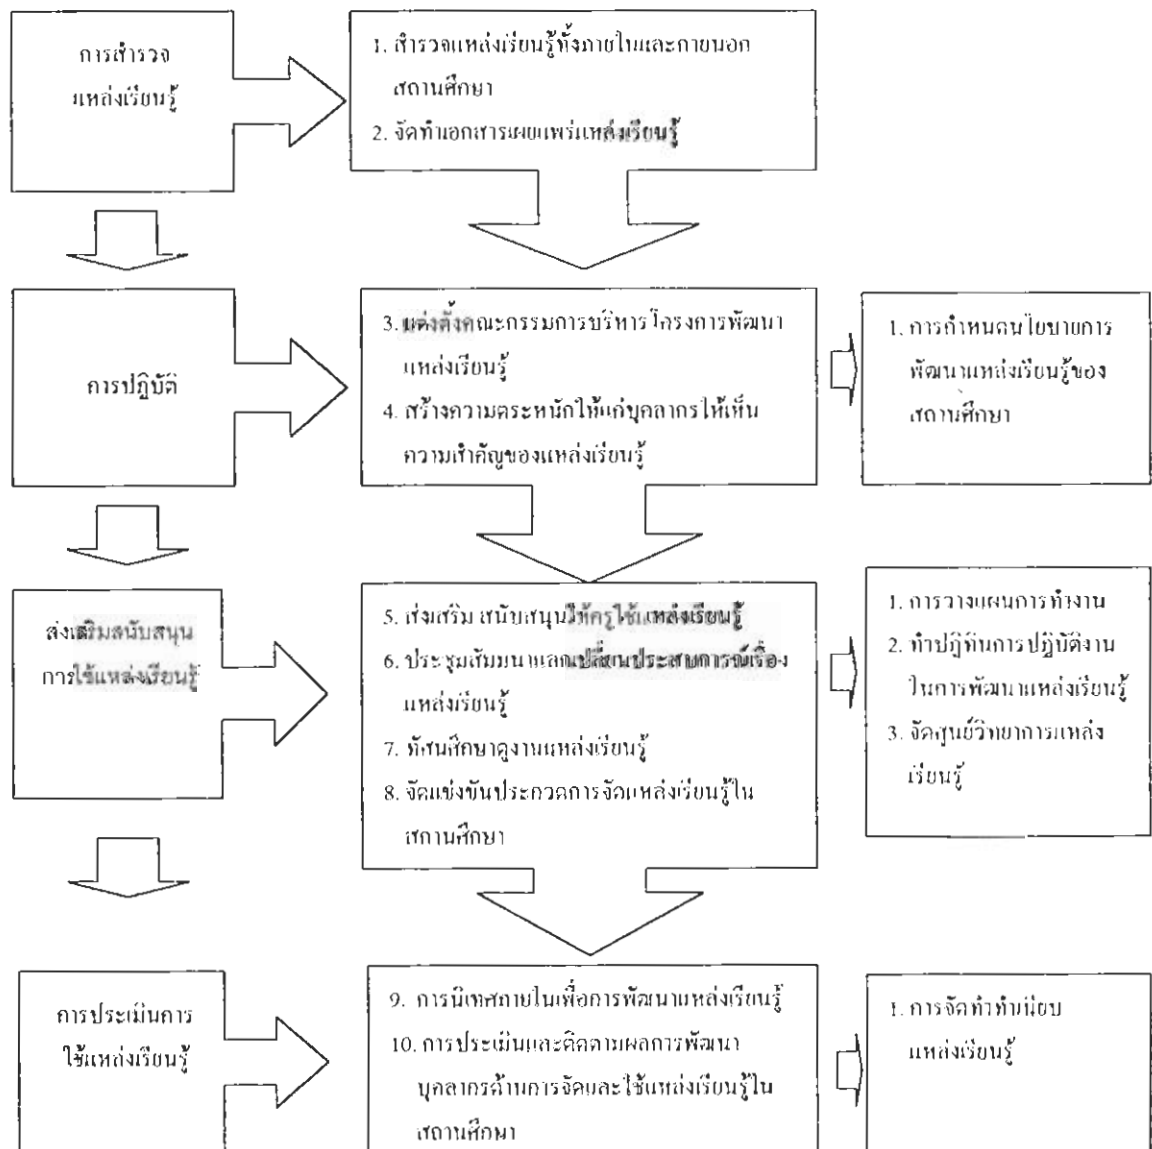 การสำรวจ
แหล่งเรียนรู้
1. สำรวจแหล่งเรียนรู้ทั้งภายในและภายนอก
สถานศึกษา
2. จัดทำเอกสารเผยแพร่แหล่งเรียนรู้
การปฏิบัติ
3. แต่งตั้งคณะกรรมการบริหารโครงการพัฒนา
แหล่งเรียนรู้
4. สร้างความตระหนักให้แก่บุคลากรให้เห็น
ความสำคัญของแหล่งเรียนรู้
1. การกำหนดนโยบายการ
พัฒนาแหล่งเรียนรู้ของ
สถานศึกษา
ส่งเสริมสนับสนุน
การใช้แหล่งเรียนรู้
5. ส่งเสริม สนับสนุนให้ครูใช้แหล่งเรียนรู้
6. ประชุมสัมมนาแลกเปลี่ยนประสบการณ์เรื่อง
แหล่งเรียนรู้
7. ทัศนศึกษาดูงานแหล่งเรียนรู้
8. จัดแข่งขันประกวดการจัดแหล่งเรียนรู้ใน
สถานศึกษา
1. การวางแผนการทำงาน
2. ทำปฏิทินการปฏิบัติงาน
ในการพัฒนาแหล่งเรียนรู้
3. จัดศูนย์วิทยาการแหล่ง
เรียนรู้
การประเมินการ
ใช้แหล่งเรียนรู้
9. การนิเทศภายในเพื่อการพัฒนาแหล่งเรียนรู้
10. การประเมินและติดตามผลการพัฒนา
บุคลากรด้านการจัดและใช้แหล่งเรียนรู้ใน
สถานศึกษา
1. การจัดทำทำเนียบ
แหล่งเรียนรู้